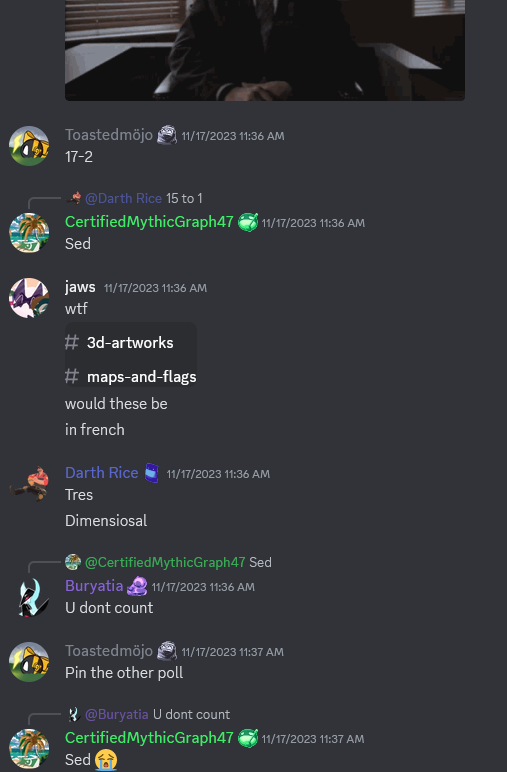 Toastedmöjo 11/17/2023 11:36 AM
17-2
@Darth Rice 15 to 1
CertifiedMythicGraph47 11/17/2023 11:36 AM
Sed
jaws 11/17/2023 11:36 AM
wtf
# 3d-artworks
# maps-and-flags
would these be
in french
Darth Rice 11/17/2023 11:36 AM
Tres
Dimensiosal
@CertifiedMythicGraph47 Sed
Buryatia 11/17/2023 11:36 AM
U dont count
Toastedmöjo 11/17/2023 11:37 AM
Pin the other poll
@Buryatia U dont count
CertifiedMythicGraph47 11/17/2023 11:37 AM
Sed 😭